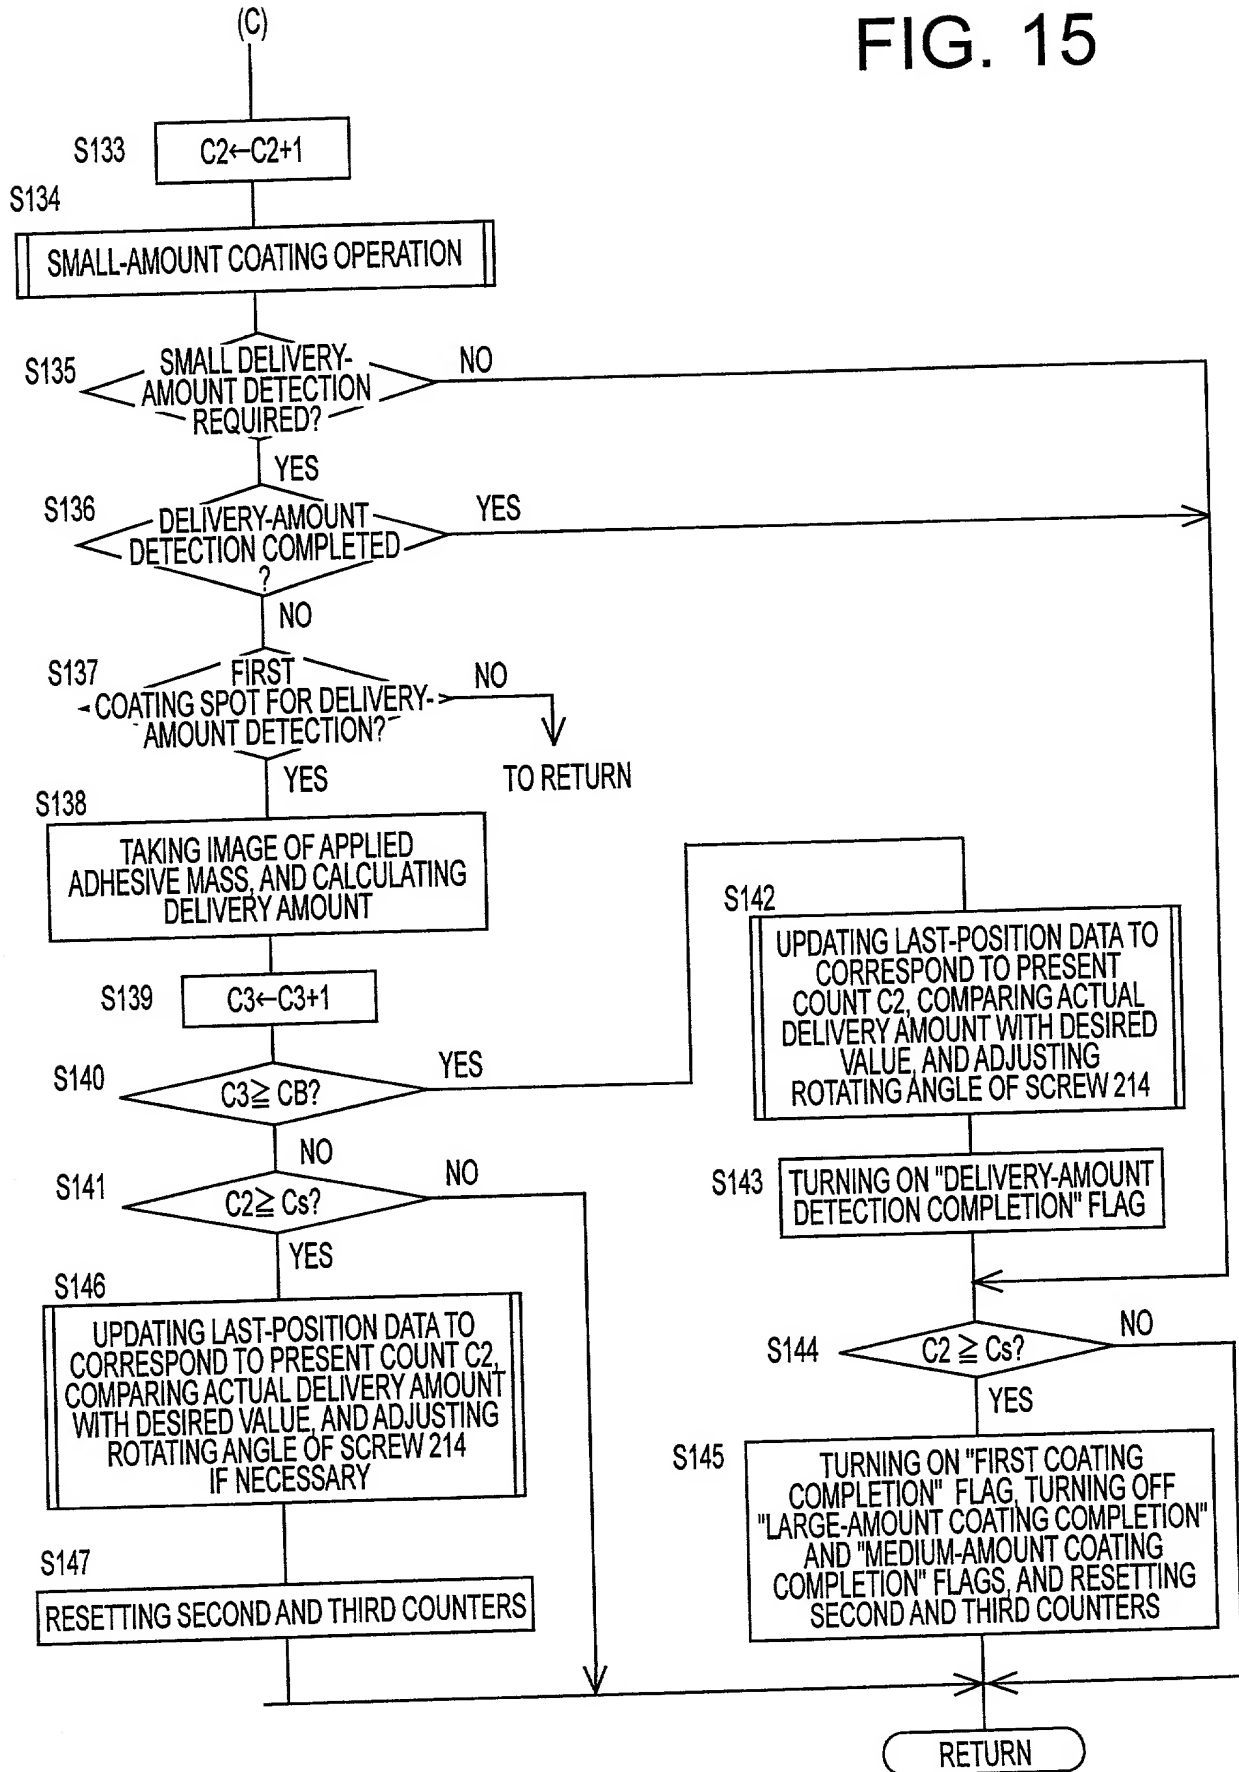 (C)
FIG. 15
S133
C2←C2+1
S134
SMALL-AMOUNT COATING OPERATION
S135
SMALL DELIVERY-
AMOUNT DETECTION
REQUIRED?
NO
YES
S136
DELIVERY-AMOUNT
DETECTION COMPLETED
?
YES
NO
S137
FIRST
COATING SPOT FOR DELIVERY-
AMOUNT DETECTION?
NO
YES
TO RETURN
S138
TAKING IMAGE OF APPLIED
ADHESIVE MASS, AND CALCULATING
DELIVERY AMOUNT
S139
C3←C3+1
S140
C3≧ CB?
YES
NO
S141
C2≧ Cs?
NO
YES
S146
UPDATING LAST-POSITION DATA TO
CORRESPOND TO PRESENT COUNT C2,
COMPARING ACTUAL DELIVERY AMOUNT
WITH DESIRED VALUE, AND ADJUSTING
ROTATING ANGLE OF SCREW 214
IF NECESSARY
S147
RESETTING SECOND AND THIRD COUNTERS
S142
UPDATING LAST-POSITION DATA TO
CORRESPOND TO PRESENT
COUNT C2, COMPARING ACTUAL
DELIVERY AMOUNT WITH DESIRED
VALUE, AND ADJUSTING
ROTATING ANGLE OF SCREW 214
S143
TURNING ON "DELIVERY-AMOUNT
DETECTION COMPLETION" FLAG
S144
C2 ≧ Cs?
NO
YES
S145
TURNING ON "FIRST COATING
COMPLETION" FLAG, TURNING OFF
"LARGE-AMOUNT COATING COMPLETION"
AND "MEDIUM-AMOUNT COATING
COMPLETION" FLAGS, AND RESETTING
SECOND AND THIRD COUNTERS
RETURN